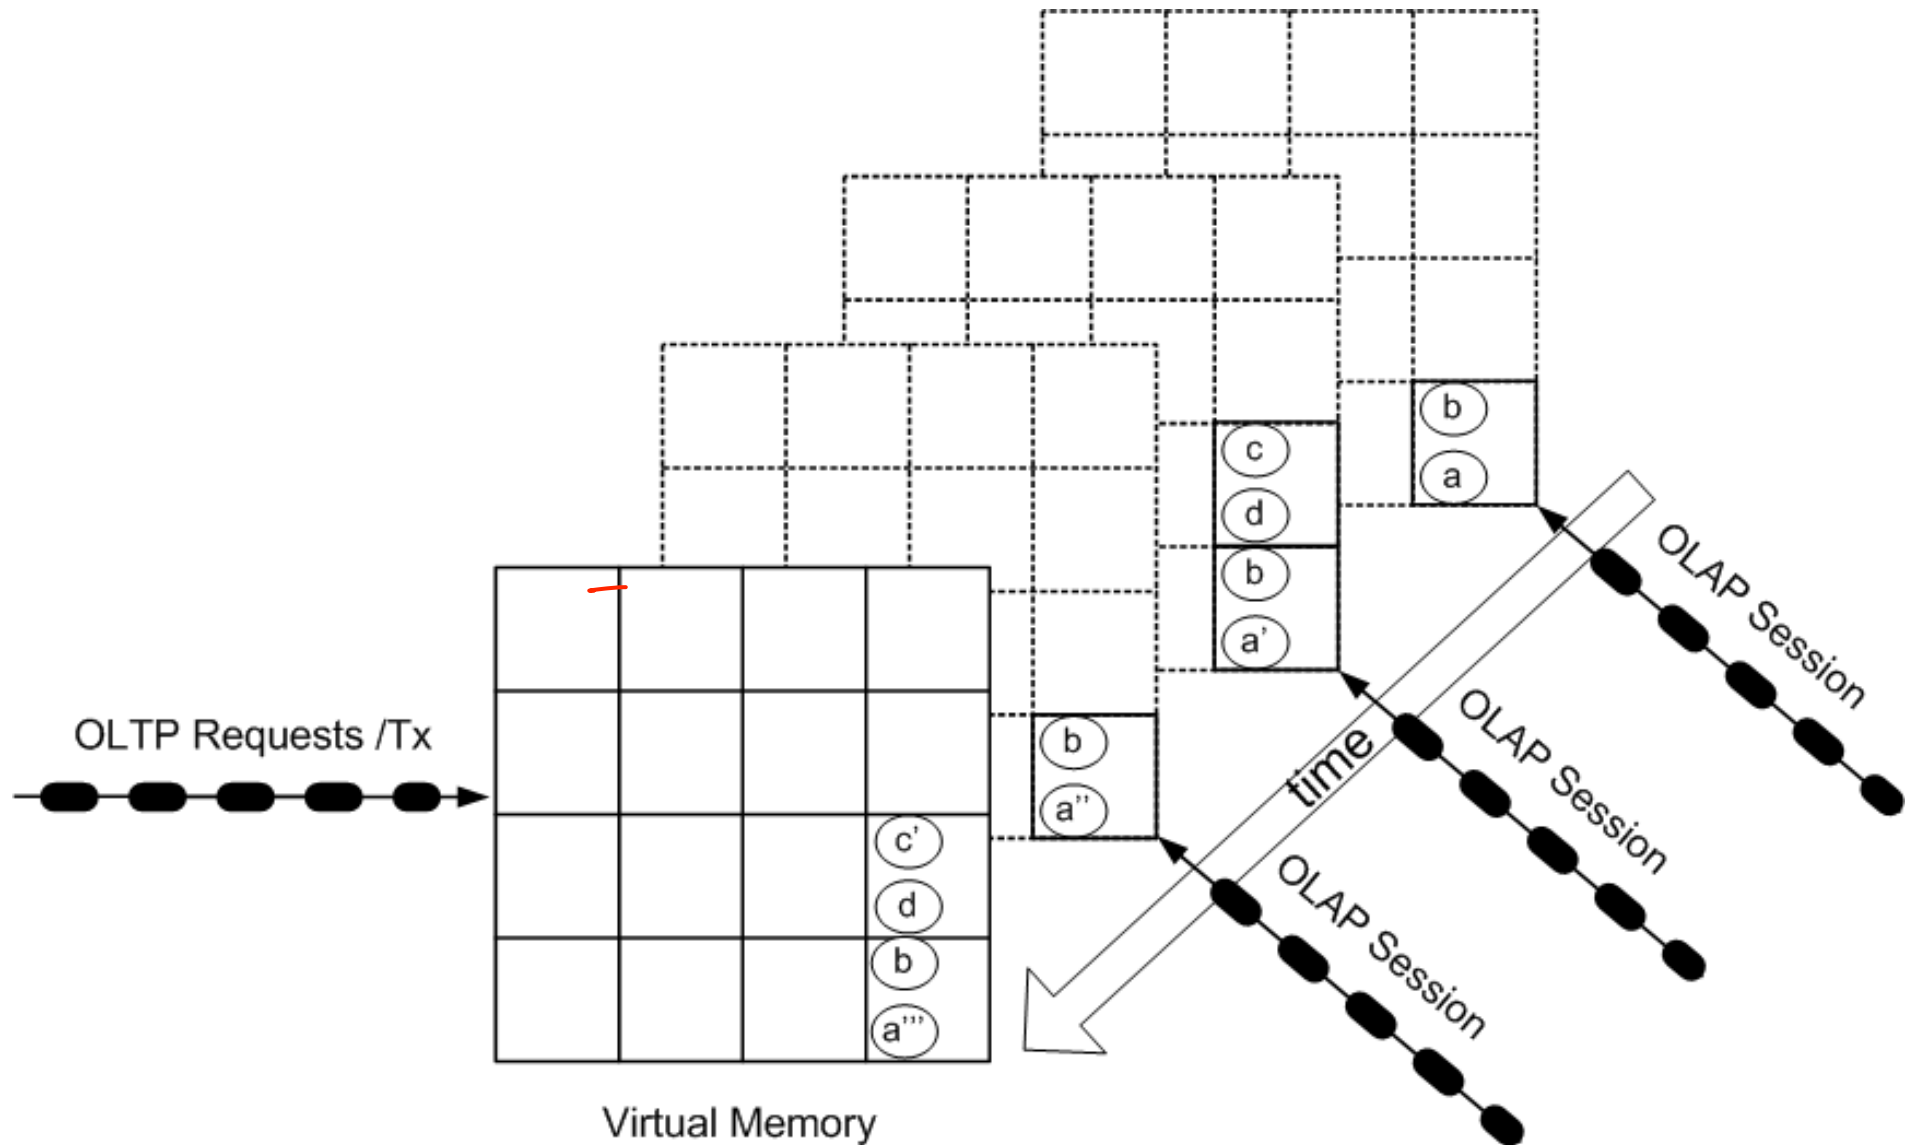 b
a
c
d
b
a'
OLAP Session
OLTP Requests /Tx
b
a''
time
OLAP Session
c'
d
b
a'''
OLAP Session
Virtual Memory